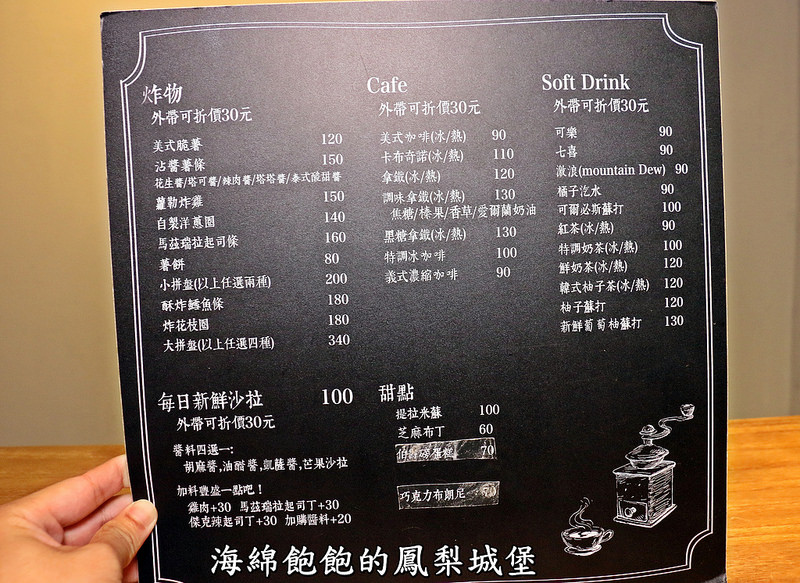 炸物
外帶可折價30元
美式脆薯 120
沾醬薯條 150
花生醬/塔可醬/辣肉醬/塔塔醬/泰式酸甜醬
蘿勒炸雞 150
自製洋蔥圈 140
馬茲瑞拉起司條 160
薯餅 80
小拼盤(以上任選兩種) 200
酥炸鱈魚條 180
炸花枝圈 180
大拼盤(以上任選四種) 340
Cafe
外帶可折價30元
美式咖啡(冰/熱) 90
卡布奇諾(冰/熱) 110
拿鐵(冰/熱) 120
調味拿鐵(冰/熱) 130
焦糖/榛果/香草/愛爾蘭奶油
黑糖拿鐵(冰/熱) 130
特調冰咖啡 100
義式濃縮咖啡 90
Soft Drink
外帶可折價30元
可樂 90
七喜 90
激浪(mountain Dew) 90
橘子汽水 90
可爾必斯蘇打 100
紅茶(冰/熱) 90
特調奶茶(冰/熱) 100
鮮奶茶(冰/熱) 120
韓式柚子茶(冰/熱) 120
柚子蘇打 120
新鮮葡萄柚蘇打 130
每日新鮮沙拉 100
外帶可折價30元
醬料四選一:
胡麻醬,油醋醬,凱薩醬,芒果沙拉
加料豐盛一點吧!
雞肉+30 馬茲瑞拉起司丁+30
傑克辣起司丁+30 加購醬料+20
甜點
提拉米蘇 100
芝麻布丁 60
伯爵磅蛋糕 70
巧克力布朗尼 70
海綿飽飽的鳳梨城堡